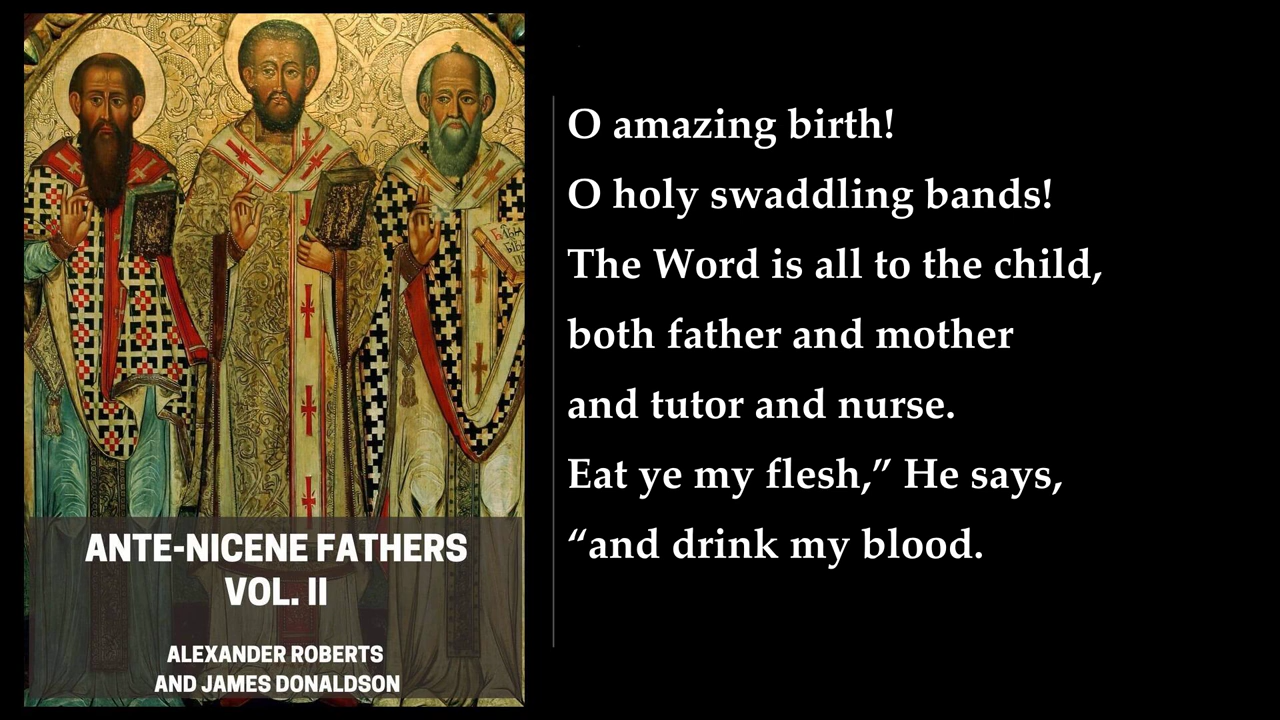 ANTE-NICENE FATHERS
VOL. II
ALEXANDER ROBERTS
AND JAMES DONALDSON
O amazing birth!
O holy swaddling bands!
The Word is all to the child,
both father and mother
and tutor and nurse.
Eat ye my flesh,” He says,
“and drink my blood.